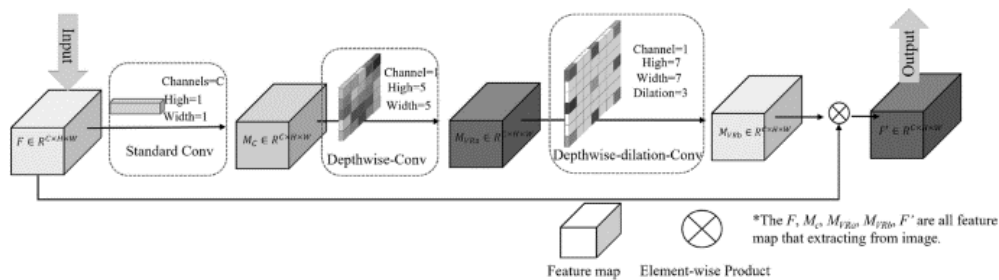 Input
Output
Channels=C
High=1
Width=1
Standard Conv
Channel=1
High=5
Width=5
Depthwise-Conv
Channel=1
High=7
Width=7
Dilation=3
Depthwise-dilation-Conv
F ∈ R^{C×H×W}
M_C ∈ R^{C×H×W}
M_{VRa} ∈ R^{C×H×W}
M_{VRb} ∈ R^{C×H×W}
F' ∈ R^{C×H×W}
*The F, M_c, M_{VRa}, M_{VRb}, F' are all feature
map that extracting from image.
Feature map
Element-wise Product